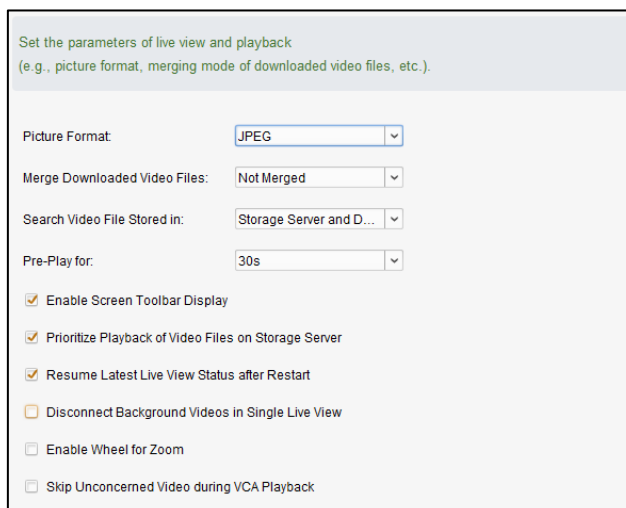 Set the parameters of live view and playback
(e.g., picture format, merging mode of downloaded video files, etc.).
Picture Format: JPEG
Merge Downloaded Video Files: Not Merged
Search Video File Stored in: Storage Server and D...
Pre-Play for: 30s
Enable Screen Toolbar Display
Prioritize Playback of Video Files on Storage Server
Resume Latest Live View Status after Restart
Disconnect Background Videos in Single Live View
Enable Wheel for Zoom
Skip Unconcerned Video during VCA Playback